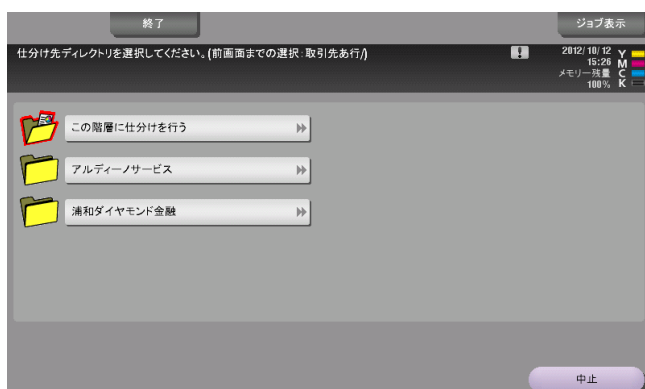 終了
ジョブ表示
仕分け先ディレクトリを選択してください。(前画面までの選択:取引先あ行/)
2012/10/12
15:26
メモリー残量
100%
Y
M
C
K
この階層に仕分けを行う
アルディーノサービス
浦和ダイヤモンド金融
中止